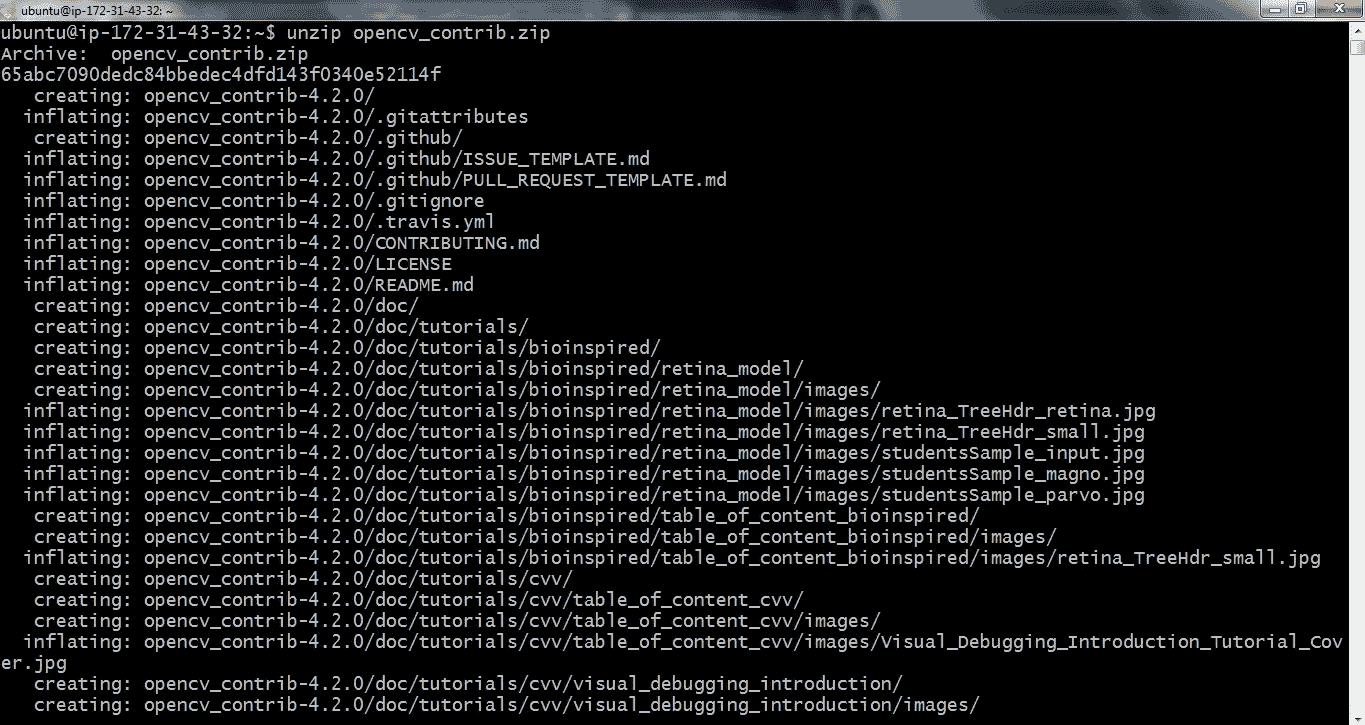 ubuntu@ip-172-31-43-32: ~
ubuntu@ip-172-31-43-32:~$ unzip opencv_contrib.zip
Archive:  opencv_contrib.zip
65abc7090dedc84bbedec4dfd143f0340e52114f
   creating: opencv_contrib-4.2.0/
  inflating: opencv_contrib-4.2.0/.gitattributes
   creating: opencv_contrib-4.2.0/.github/
  inflating: opencv_contrib-4.2.0/.github/ISSUE_TEMPLATE.md
  inflating: opencv_contrib-4.2.0/.github/PULL_REQUEST_TEMPLATE.md
  inflating: opencv_contrib-4.2.0/.gitignore
  inflating: opencv_contrib-4.2.0/.travis.yml
  inflating: opencv_contrib-4.2.0/CONTRIBUTING.md
  inflating: opencv_contrib-4.2.0/LICENSE
  inflating: opencv_contrib-4.2.0/README.md
   creating: opencv_contrib-4.2.0/doc/
   creating: opencv_contrib-4.2.0/doc/tutorials/
   creating: opencv_contrib-4.2.0/doc/tutorials/bioinspired/
   creating: opencv_contrib-4.2.0/doc/tutorials/bioinspired/retina_model/
   creating: opencv_contrib-4.2.0/doc/tutorials/bioinspired/retina_model/images/
  inflating: opencv_contrib-4.2.0/doc/tutorials/bioinspired/retina_model/images/retina_TreeHdr_retina.jpg
  inflating: opencv_contrib-4.2.0/doc/tutorials/bioinspired/retina_model/images/retina_TreeHdr_small.jpg
  inflating: opencv_contrib-4.2.0/doc/tutorials/bioinspired/retina_model/images/studentsSample_input.jpg
  inflating: opencv_contrib-4.2.0/doc/tutorials/bioinspired/retina_model/images/studentsSample_magno.jpg
  inflating: opencv_contrib-4.2.0/doc/tutorials/bioinspired/retina_model/images/studentsSample_parvo.jpg
   creating: opencv_contrib-4.2.0/doc/tutorials/bioinspired/table_of_content_bioinspired/
   creating: opencv_contrib-4.2.0/doc/tutorials/bioinspired/table_of_content_bioinspired/images/
  inflating: opencv_contrib-4.2.0/doc/tutorials/bioinspired/table_of_content_bioinspired/images/retina_TreeHdr_small.jpg
   creating: opencv_contrib-4.2.0/doc/tutorials/cvv/
   creating: opencv_contrib-4.2.0/doc/tutorials/cvv/table_of_content_cvv/
   creating: opencv_contrib-4.2.0/doc/tutorials/cvv/table_of_content_cvv/images/
  inflating: opencv_contrib-4.2.0/doc/tutorials/cvv/table_of_content_cvv/images/Visual_Debugging_Introduction_Tutorial_Cov
er.jpg
   creating: opencv_contrib-4.2.0/doc/tutorials/cvv/visual_debugging_introduction/
   creating: opencv_contrib-4.2.0/doc/tutorials/cvv/visual_debugging_introduction/images/